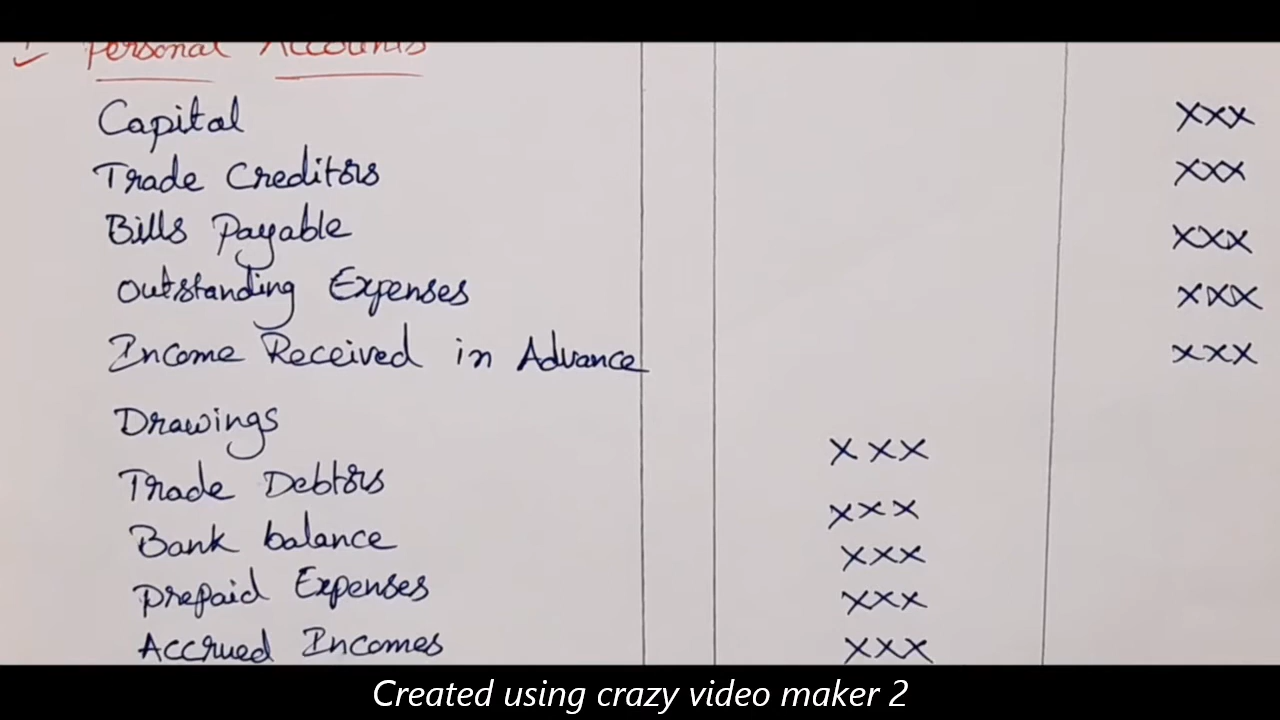 Personal Accounts
Capital XXX
Trade Creditors XXX
Bills Payable XXX
Outstanding Expenses XXX
Income Received in Advance XXX
Drawings XXX
Trade Debtors XXX
Bank balance XXX
Prepaid Expenses XXX
Accrued Incomes XXX
Created using crazy video maker 2